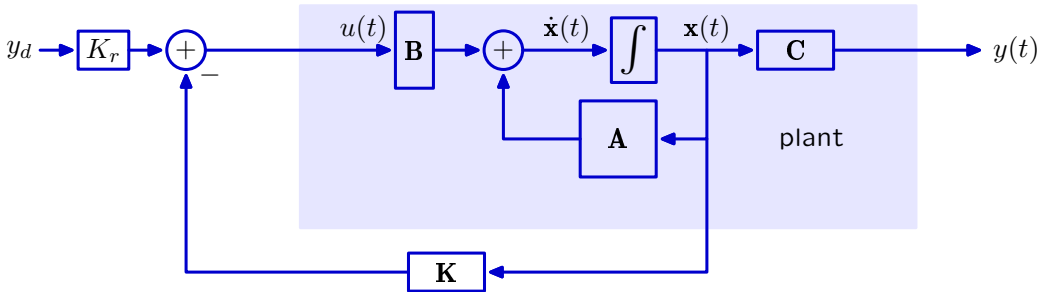 y_d K_r + − u(t) B + ẋ(t) ∫ x(t) C y(t)
A plant
K